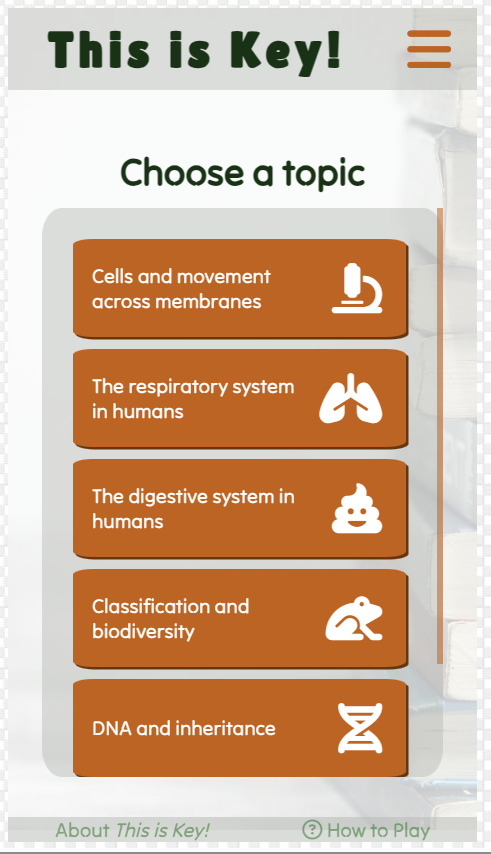 This is Key!
Choose a topic
Cells and movement
across membranes
The respiratory system
in humans
The digestive system in
humans
Classification and
biodiversity
DNA and inheritance
About This is Key!
How to Play